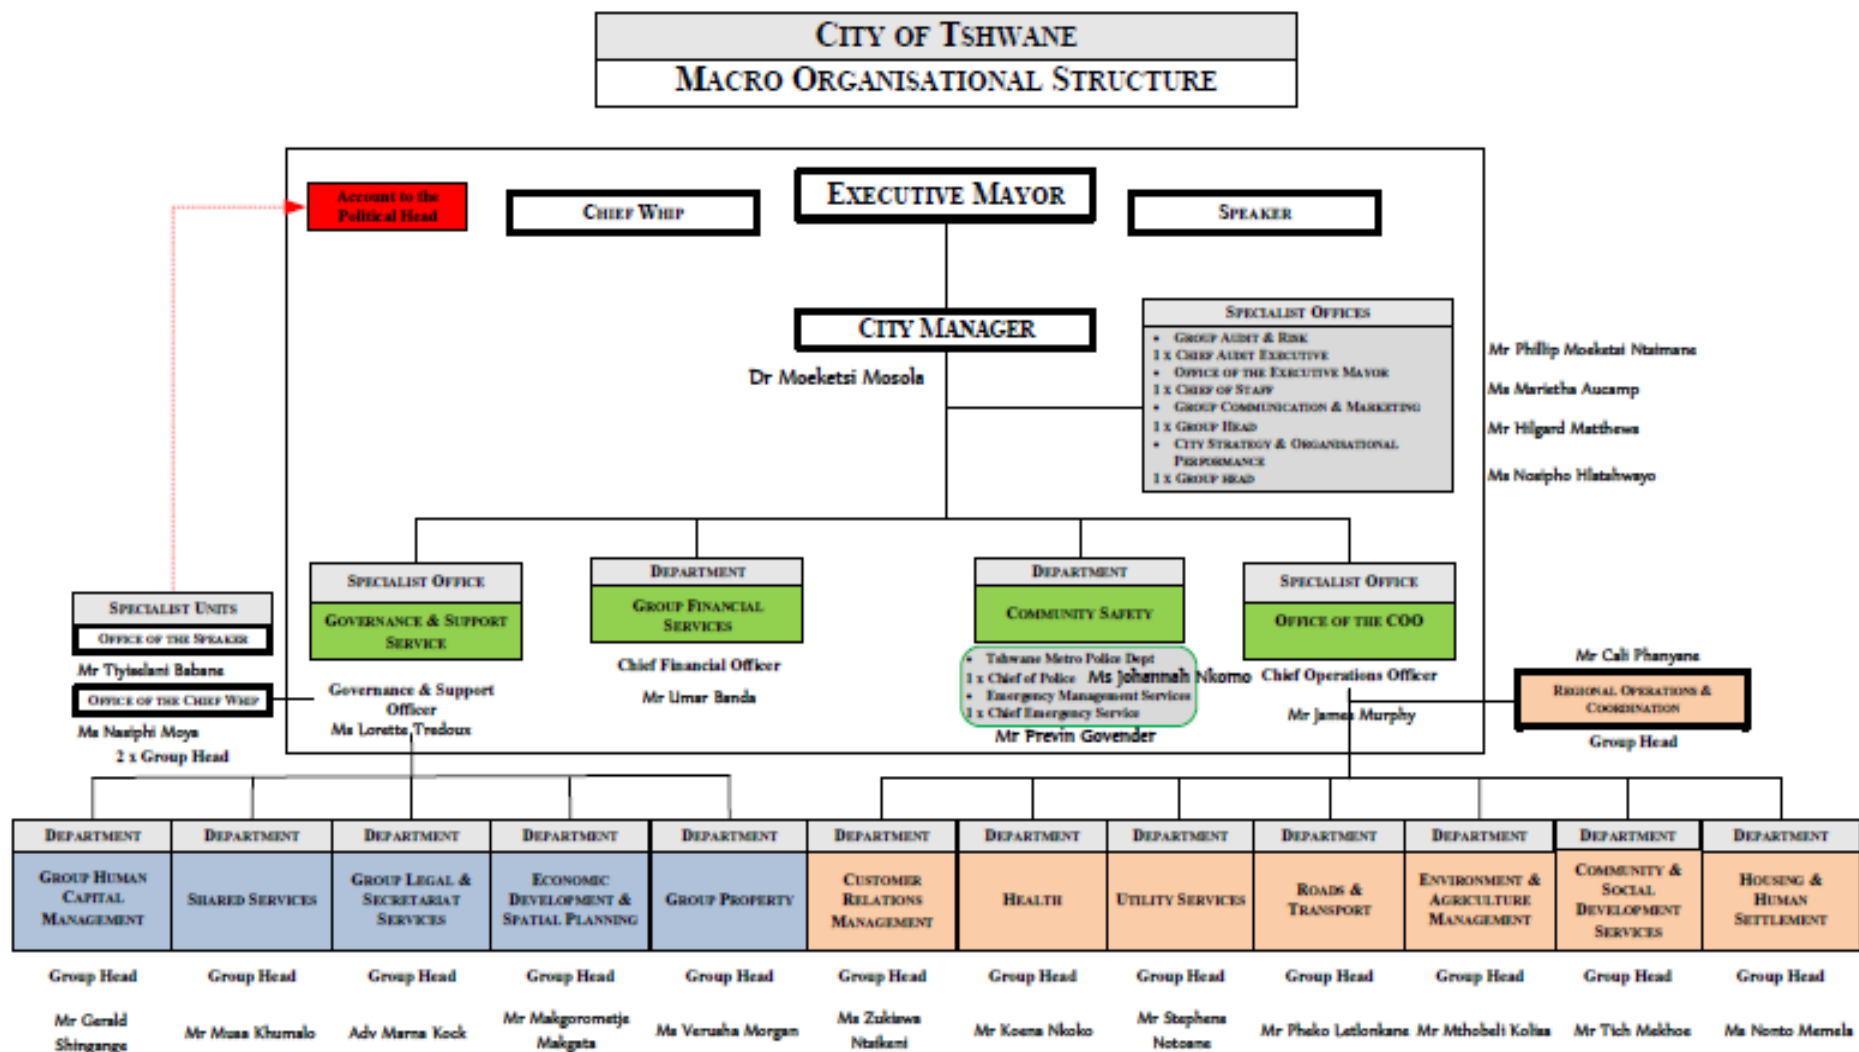 CITY OF TSHWANE
MACRO ORGANISATIONAL STRUCTURE
Account to the
Political Head
CHIEF WHIP
EXECUTIVE MAYOR
SPEAKER
CITY MANAGER
Dr Moeketsi Mosola
SPECIALIST OFFICES
• GROUP AUDIT & RISK
1 x CHIEF AUDIT EXECUTIVE
• OFFICE OF THE EXECUTIVE MAYOR
1 x CHIEF OF STAFF
• GROUP COMMUNICATION & MARKETING
1 x GROUP HEAD
• CITY STRATEGY & ORGANISATIONAL
PERFORMANCE
1 x GROUP HEAD
Mr Phillip Moeketsi Ntsimane
Ms Marietha Aucamp
Mr Hilgard Matthews
Ms Nosipho Hlatshwayo
SPECIALIST UNITS
OFFICE OF THE SPEAKER
Mr Tiyiselani Babane
OFFICE OF THE CHIEF WHIP
Ms Nasiphi Moya
2 x Group Head
SPECIALIST OFFICE
GOVERNANCE & SUPPORT
SERVICE
Governance & Support
Officer
Ms Lorette Tredoux
DEPARTMENT
GROUP FINANCIAL
SERVICES
Chief Financial Officer
Mr Umar Banda
DEPARTMENT
COMMUNITY SAFETY
• Tshwane Metro Police Dept
1 x Chief of Police Ms Johannah Nkomo
• Emergency Management Services
1 x Chief Emergency Service
Mr Previn Govender
SPECIALIST OFFICE
OFFICE OF THE COO
Chief Operations Officer
Mr James Murphy
Mr Cali Phanyane
REGIONAL OPERATIONS &
COORDINATION
Group Head
DEPARTMENT
GROUP HUMAN
CAPITAL
MANAGEMENT
Group Head
Mr Gerald
Shingange
DEPARTMENT
SHARED SERVICES
Group Head
Mr Musa Khumalo
DEPARTMENT
GROUP LEGAL &
SECRETARIAT
SERVICES
Group Head
Adv Marna Kock
DEPARTMENT
ECONOMIC
DEVELOPMENT &
SPATIAL PLANNING
Group Head
Mr Makgorometje
Makgata
DEPARTMENT
GROUP PROPERTY
Group Head
Ms Verusha Morgan
DEPARTMENT
CUSTOMER
RELATIONS
MANAGEMENT
Group Head
Ms Zukiswa
Ntsikeni
DEPARTMENT
HEALTH
Group Head
Mr Koena Nkoko
DEPARTMENT
UTILITY SERVICES
Group Head
Mr Stephens
Notoane
DEPARTMENT
ROADS &
TRANSPORT
Group Head
Mr Pheko Letlonkane
DEPARTMENT
ENVIRONMENT &
AGRICULTURE
MANAGEMENT
Group Head
Mr Mthobeli Kolisa
DEPARTMENT
COMMUNITY &
SOCIAL
DEVELOPMENT
SERVICES
Group Head
Mr Tich Mekhoe
DEPARTMENT
HOUSING &
HUMAN
SETTLEMENT
Group Head
Ms Nonto Memela